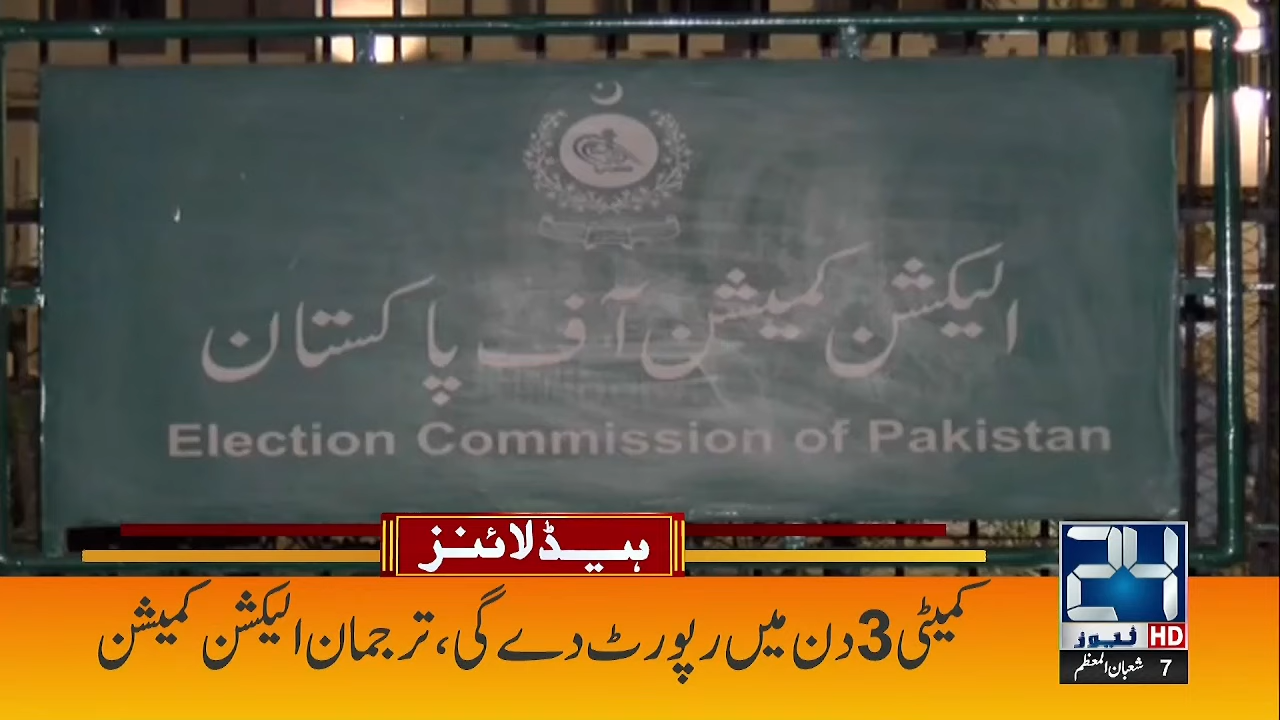 الیکشن کمیشن آف پاکستان
Election Commission of Pakistan
ہیڈلائنز
کمیٹی 3 دن میں رپورٹ دے گی، ترجمان الیکشن کمیشن
24
نیوز HD
7 شعبان المعظم